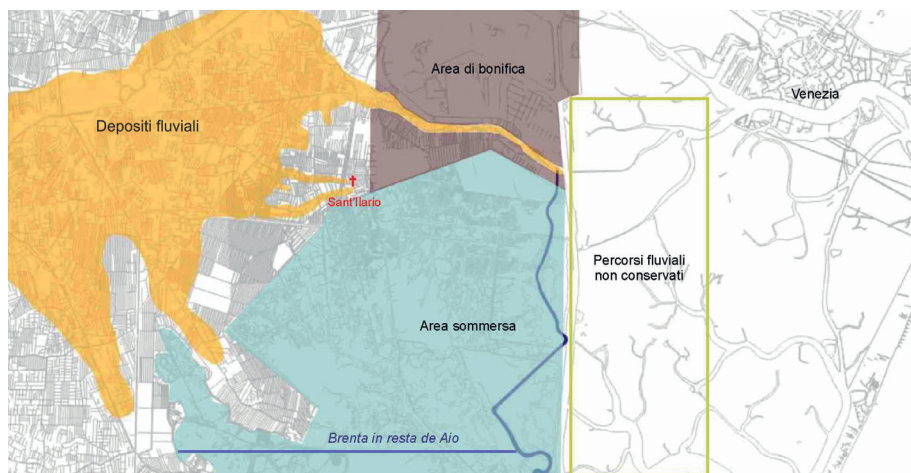 Area di bonifica
Venezia
Depositi fluviali
Sant'Ilario
Percorsi fluviali
non conservati
Area sommersa
Brenta in resta de Aio